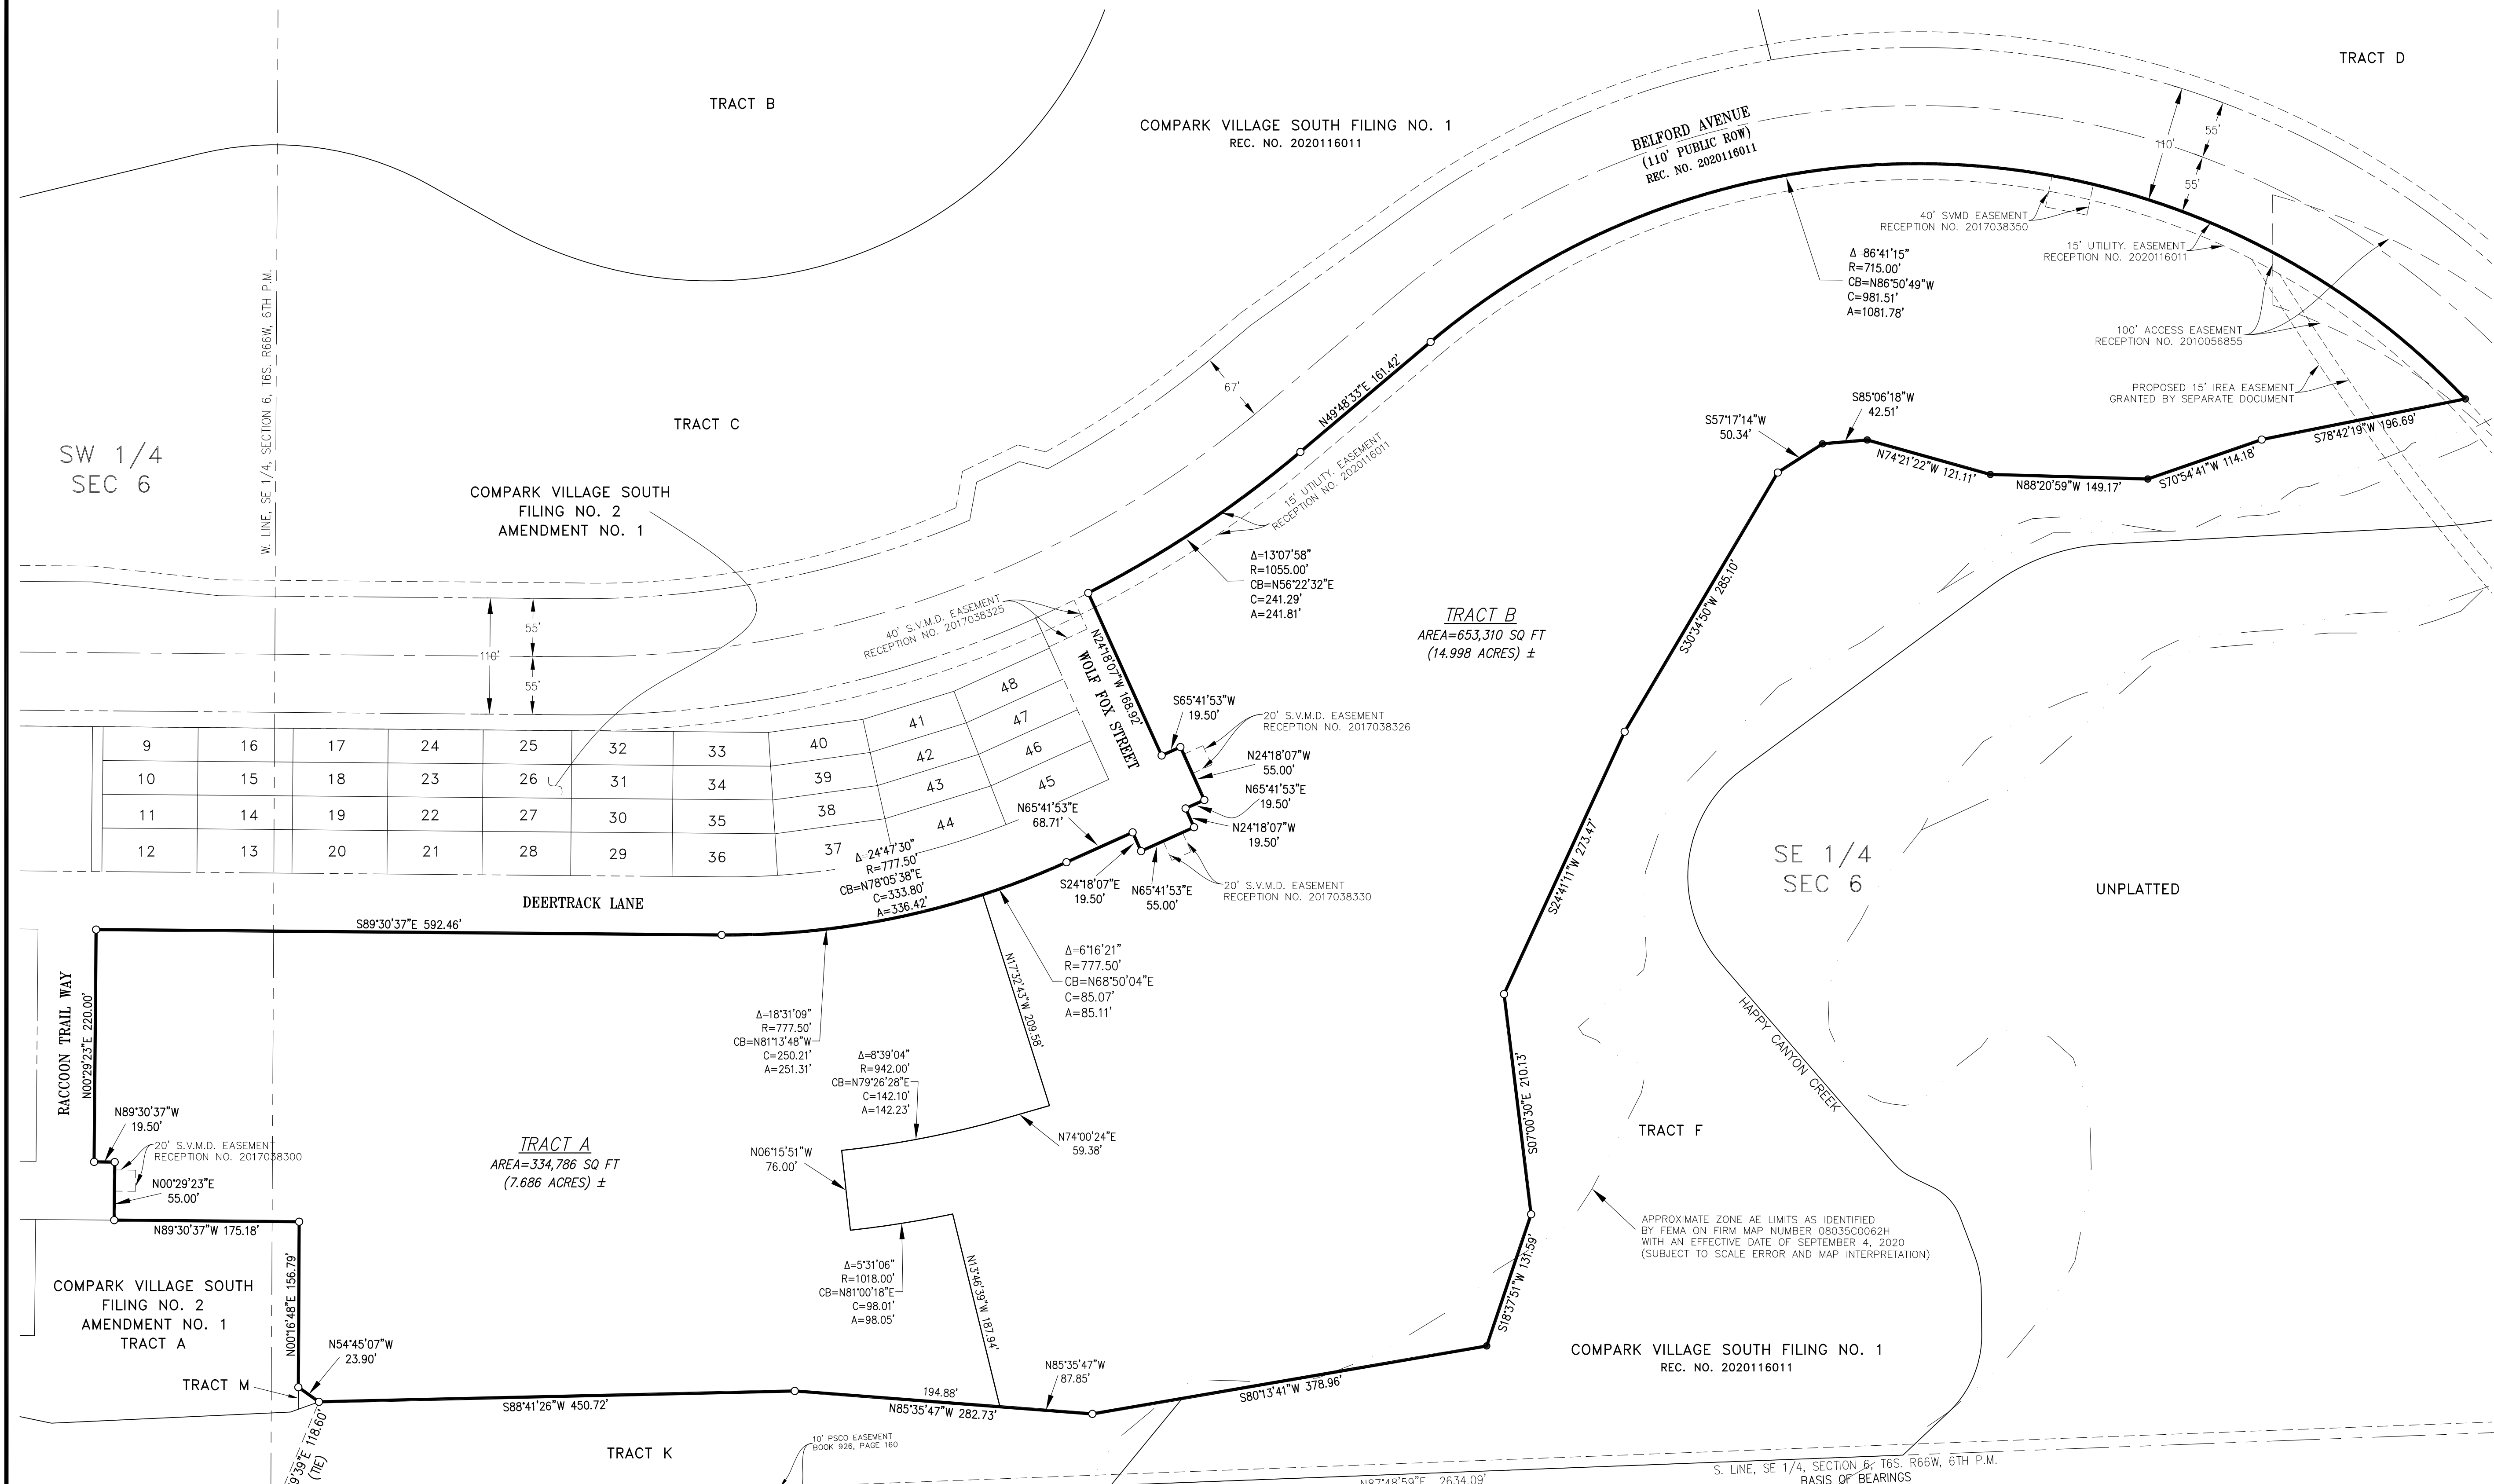 TRACT D
TRACT B
COMPARK VILLAGE SOUTH FILING NO. 1
REC. NO. 2020116011
BELFORD AVENUE
(110' PUBLIC ROW)
REC. NO. 2020116011
55'
110'
55'
40' SVMD EASEMENT
RECEPTION NO. 2017038350
15' UTILITY. EASEMENT
RECEPTION NO. 2020116011
Δ=86°41'15"
R=715.00'
CB=N86°50'49"W
C=981.51'
A=1081.78'
100' ACCESS EASEMENT
RECEPTION NO. 2010056855
PROPOSED 15' IREA EASEMENT
GRANTED BY SEPARATE DOCUMENT
W. LINE, SE 1/4, SECTION 6, T6S. R66W, 6TH P.M.
67'
N49°48'33"E 161.42'
S85°06'18"W
42.51'
S57°17'14"W
50.34'
S78°42'19"W 196.69'
TRACT C
SW 1/4
SEC 6
N74°21'22"W 121.11'
S70°54'41"W 114.18'
N88°20'59"W 149.17'
15' UTILITY. EASEMENT
RECEPTION NO. 2020116011
COMPARK VILLAGE SOUTH
FILING NO. 2
AMENDMENT NO. 1
Δ=13°07'58"
R=1055.00'
CB=N56°22'32"E
C=241.29'
A=241.81'
S30°34'50"W 285.10'
55'
110'
55'
40' S.V.M.D. EASEMENT
RECEPTION NO. 2017038325
TRACT B
AREA=653,310 SQ FT
(14.998 ACRES) ±
N24°18'07"W 168.92'
WOLF FOX STREET
S65°41'53"W
19.50'
20' S.V.M.D. EASEMENT
RECEPTION NO. 2017038326
N24°18'07"W
55.00'
N65°41'53"E
19.50'
N24°18'07"W
19.50'
9 16 17 24 25 32 33 40 41 48
10 15 18 23 26 31 34 39 42 47
11 14 19 22 27 30 35 38 43 46
12 13 20 21 28 29 36 37 44 45
N65°41'53"E
68.71'
Δ=24°47'30"
R=777.50'
CB=N78°05'38"E
C=333.80'
A=336.42'
S24°18'07"E
19.50'
N65°41'53"E
55.00'
20' S.V.M.D. EASEMENT
RECEPTION NO. 2017038330
S24°41'11"W 273.47'
SE 1/4
SEC 6
UNPLATTED
DEERTRACK LANE
S89°30'37"E 592.46'
RACCOON TRAIL WAY
N00°29'23"E 220.00'
N17°32'43"W 209.58'
Δ=6°16'21"
R=777.50'
CB=N68°50'04"E
C=85.07'
A=85.11'
Δ=18°31'09"
R=777.50'
CB=N81°13'48"W
C=250.21'
A=251.31'
Δ=8°39'04"
R=942.00'
CB=N79°26'28"E
C=142.10'
A=142.23'
HAPPY CANYON CREEK
S07°00'30"E 210.13'
N89°30'37"W
19.50'
20' S.V.M.D. EASEMENT
RECEPTION NO. 2017038300
N00°29'23"E
55.00'
TRACT A
AREA=334,786 SQ FT
(7.686 ACRES) ±
N06°15'51"W
76.00'
N74°00'24"E
59.38'
TRACT F
N89°30'37"W 175.18'
APPROXIMATE ZONE AE LIMITS AS IDENTIFIED
BY FEMA ON FIRM MAP NUMBER 08035C0062H
WITH AN EFFECTIVE DATE OF SEPTEMBER 4, 2020
(SUBJECT TO SCALE ERROR AND MAP INTERPRETATION)
N00°16'48"E 156.79'
Δ=5°31'06"
R=1018.00'
CB=N81°00'18"E
C=98.01'
A=98.05'
N13°46'39"W 187.94'
S18°37'51"W 131.59'
COMPARK VILLAGE SOUTH
FILING NO. 2
AMENDMENT NO. 1
TRACT A
N54°45'07"W
23.90'
COMPARK VILLAGE SOUTH FILING NO. 1
REC. NO. 2020116011
TRACT M
N85°35'47"W
87.85'
S88°41'26"W 450.72'
194.88'
N85°35'47"W 282.73'
S80°13'41"W 378.96'
9'39"E 118.60'
(TIE)
TRACT K
10' PSCO EASEMENT
BOOK 926, PAGE 160
N87°48'59"E 2634.09'
S. LINE, SE 1/4, SECTION 6, T6S. R66W, 6TH P.M.
BASIS OF BEARINGS